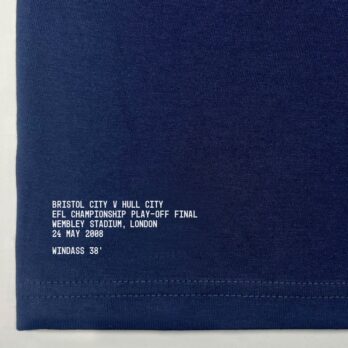 BRISTOL CITY V HULL CITY
EFL CHAMPIONSHIP PLAY-OFF FINAL
WEMBLEY STADIUM, LONDON
24 MAY 2008
WINDASS 38'